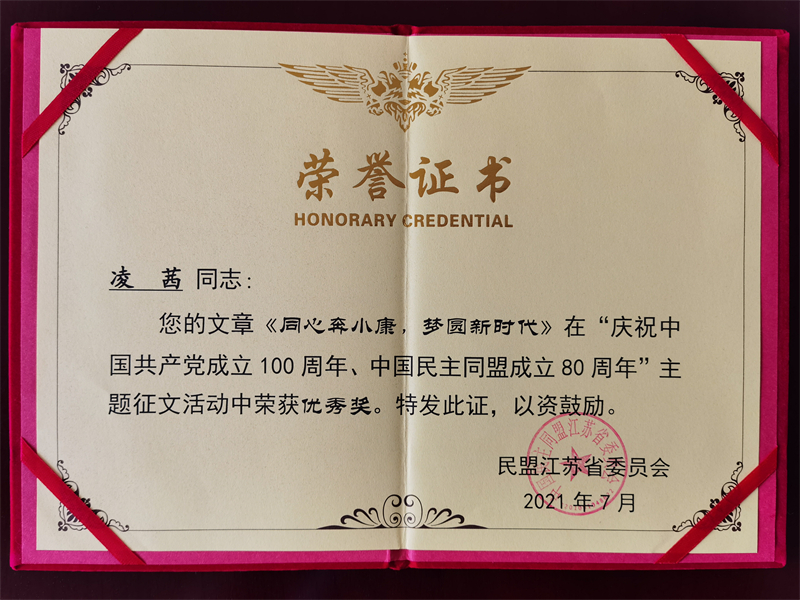 荣誉证书
HONORARY CREDENTIAL
凌茜 同志:
您的文章《同心奔小康，梦圆新时代》在“庆祝中
国共产党成立100周年、中国民主同盟成立80周年”主
题征文活动中荣获优秀奖。特发此证，以资鼓励。
民盟江苏省委员会
2021年7月